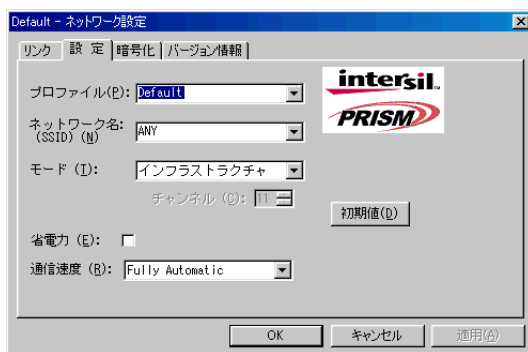 Default - ネットワーク設定
リンク 設 定 暗号化 バージョン情報
プロファイル(P): Default
intersil
PRISM
ネットワーク名: ANY
(SSID) (N)
モード (T): インフラストラクチャ
チャンネル (C): 11
初期値(D)
省電力 (E):
通信速度 (R): Fully Automatic
OK キャンセル 適用(A)